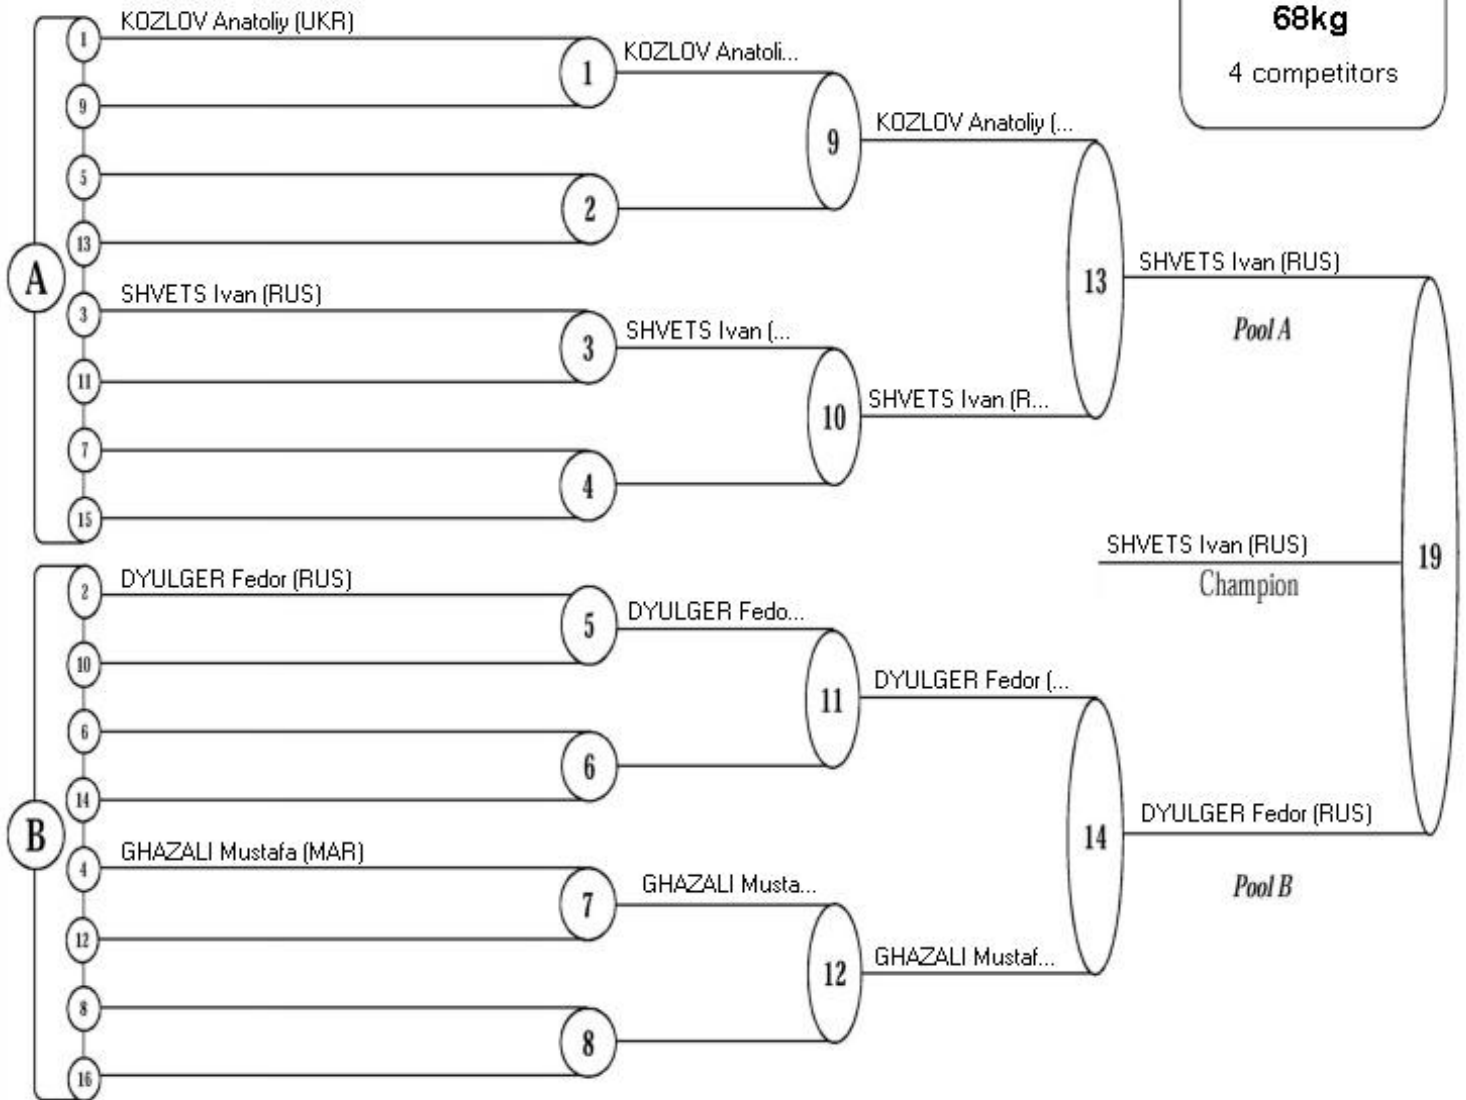 68kg
4 competitors
KOZLOV Anatoliy (UKR)
1
9
5
13
A
SHVETS Ivan (RUS)
3
11
7
15
DYULGER Fedor (RUS)
2
10
6
14
B
GHAZALI Mustafa (MAR)
4
12
8
16
1
2
3
4
5
6
7
8
KOZLOV Anatoli...
SHVETS Ivan (...
DYULGER Fedo...
GHAZALI Musta...
9
10
11
12
KOZLOV Anatoliy (...
SHVETS Ivan (R...
DYULGER Fedor (...
GHAZALI Mustaf...
13
14
SHVETS Ivan (RUS)
Pool A
SHVETS Ivan (RUS)
Champion
19
DYULGER Fedor (RUS)
Pool B